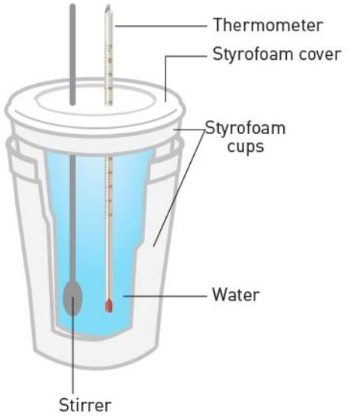 Thermometer
Styrofoam cover
Styrofoam
cups
Water
Stirrer